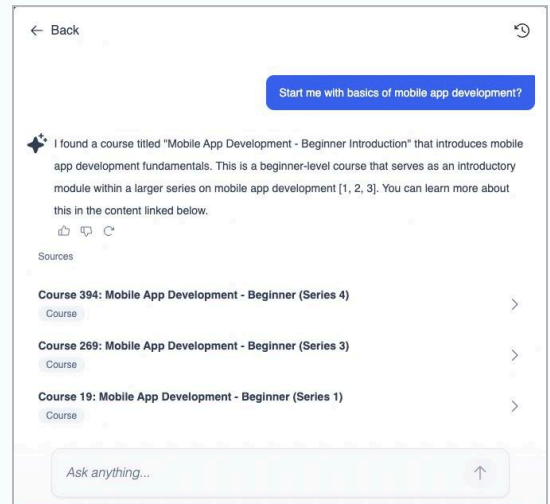 Back
Start me with basics of mobile app development?
I found a course titled "Mobile App Development - Beginner Introduction" that introduces mobile
app development fundamentals. This is a beginner-level course that serves as an introductory
module within a larger series on mobile app development [1, 2, 3]. You can learn more about
this in the content linked below.
Sources
Course 394: Mobile App Development - Beginner (Series 4)
Course
Course 269: Mobile App Development - Beginner (Series 3)
Course
Course 19: Mobile App Development - Beginner (Series 1)
Course
Ask anything...